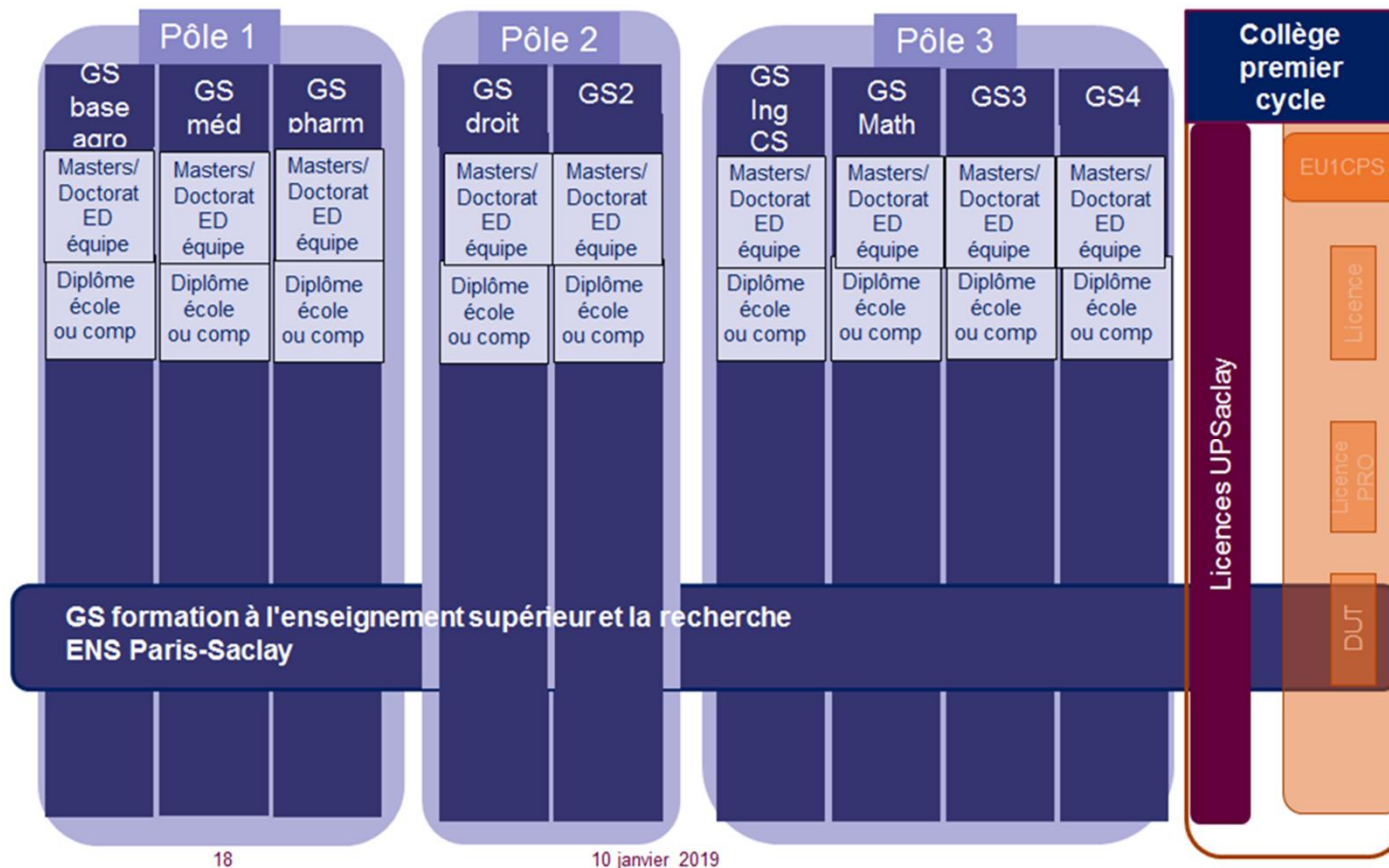 Pôle 1
GS
base
agro
Masters/
Doctorat
ED
équipe
Diplôme
école
ou comp
GS
méd
Masters/
Doctorat
ED
équipe
Diplôme
école
ou comp
GS
pharm
Masters/
Doctorat
ED
équipe
Diplôme
école
ou comp
Pôle 2
GS
droit
Masters/
Doctorat
ED
équipe
Diplôme
école
ou comp
GS2
Masters/
Doctorat
ED
équipe
Diplôme
école
ou comp
Pôle 3
GS
Ing
CS
Masters/
Doctorat
ED
équipe
Diplôme
école
ou comp
GS
Math
Masters/
Doctorat
ED
équipe
Diplôme
école
ou comp
GS3
Masters/
Doctorat
ED
équipe
Diplôme
école
ou comp
GS4
Masters/
Doctorat
ED
équipe
Diplôme
école
ou comp
Collège
premier
cycle
Licences UPSaclay
EU1CPS
Licence
Licence
PRO
DUT
GS formation à l'enseignement supérieur et la recherche
ENS Paris-Saclay
18
10 janvier 2019